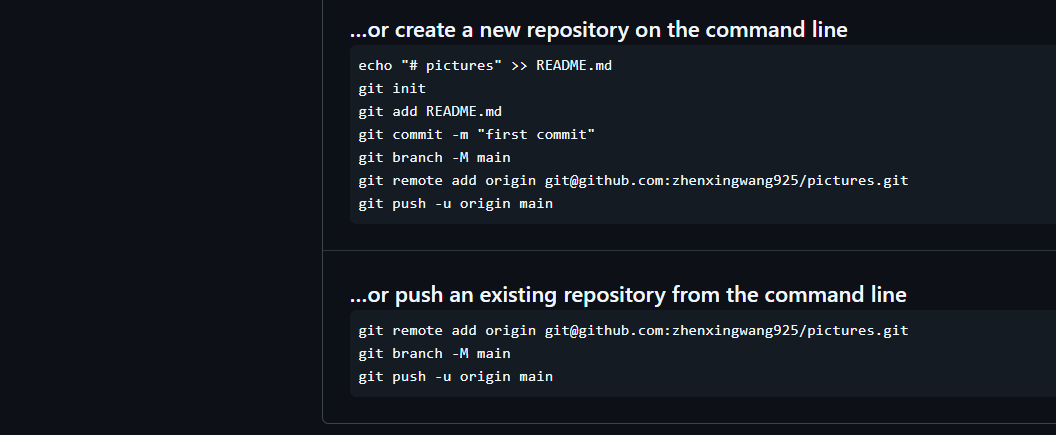 ...or create a new repository on the command line
echo "# pictures" >> README.md
git init
git add README.md
git commit -m "first commit"
git branch -M main
git remote add origin git@github.com:zhenxingwang925/pictures.git
git push -u origin main
...or push an existing repository from the command line
git remote add origin git@github.com:zhenxingwang925/pictures.git
git branch -M main
git push -u origin main